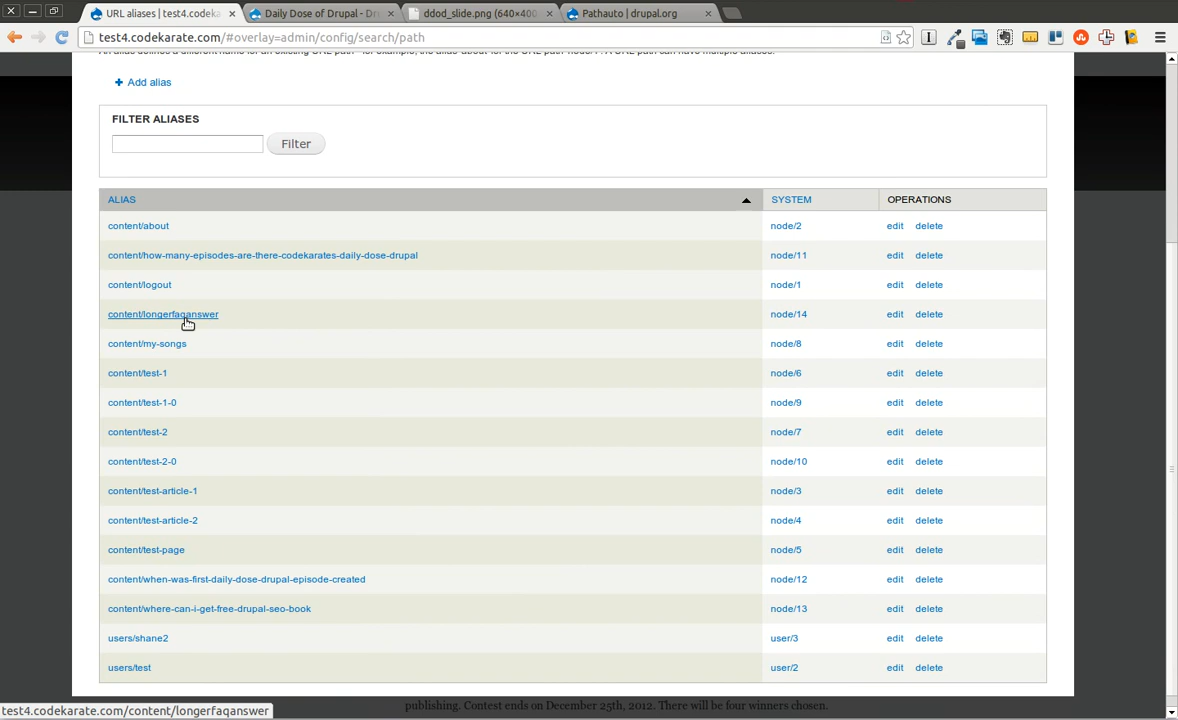 URL aliases | test4.codeka
Daily Dose of Drupal - Dr
ddod_slide.png (640×400
Pathauto | drupal.org
test4.codekarate.com/#overlay=admin/config/search/path
Add alias
FILTER ALIASES
Filter
ALIAS SYSTEM OPERATIONS
content/about node/2 edit delete
content/how-many-episodes-are-there-codekarates-daily-dose-drupal node/11 edit delete
content/logout node/1 edit delete
content/longerfaqanswer node/14 edit delete
content/my-songs node/8 edit delete
content/test-1 node/6 edit delete
content/test-1-0 node/9 edit delete
content/test-2 node/7 edit delete
content/test-2-0 node/10 edit delete
content/test-article-1 node/3 edit delete
content/test-article-2 node/4 edit delete
content/test-page node/5 edit delete
content/when-was-first-daily-dose-drupal-episode-created node/12 edit delete
content/where-can-i-get-free-drupal-seo-book node/13 edit delete
users/shane2 user/3 edit delete
users/test user/2 edit delete
publishing. Contest ends on December 25th, 2012. There will be four winners chosen.
test4.codekarate.com/content/longerfaqanswer